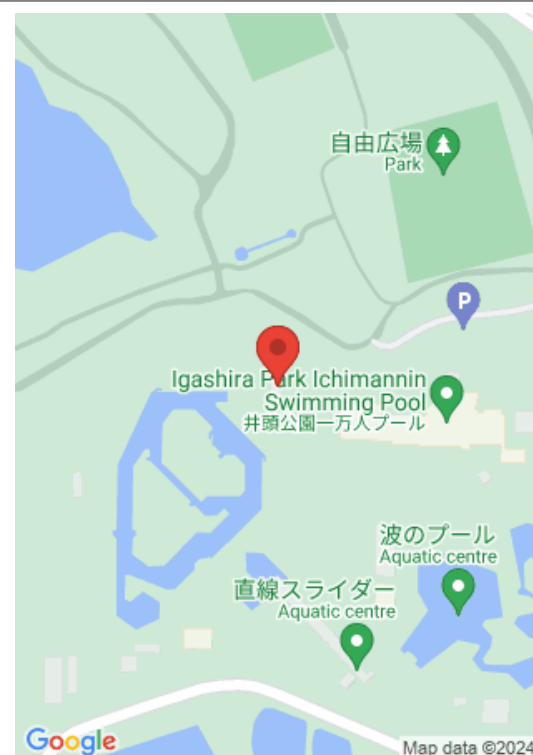 自由広場
Park
P
Igashira Park Ichimannin
Swimming Pool
井頭公園一万人プール
波のプール
Aquatic centre
直線スライダー
Aquatic centre
Google
Map data ©2024